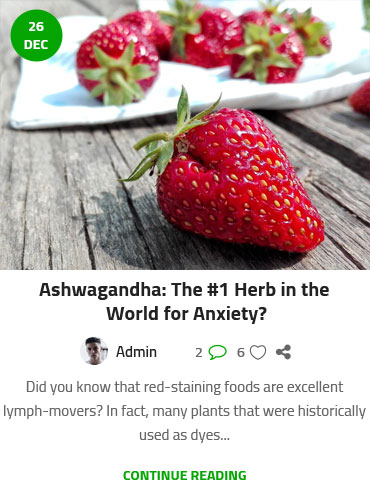 26
DEC
Ashwagandha: The #1 Herb in the
World for Anxiety?
Admin 2 6
Did you know that red-staining foods are excellent
lymph-movers? In fact, many plants that were historically
used as dyes...
CONTINUE READING